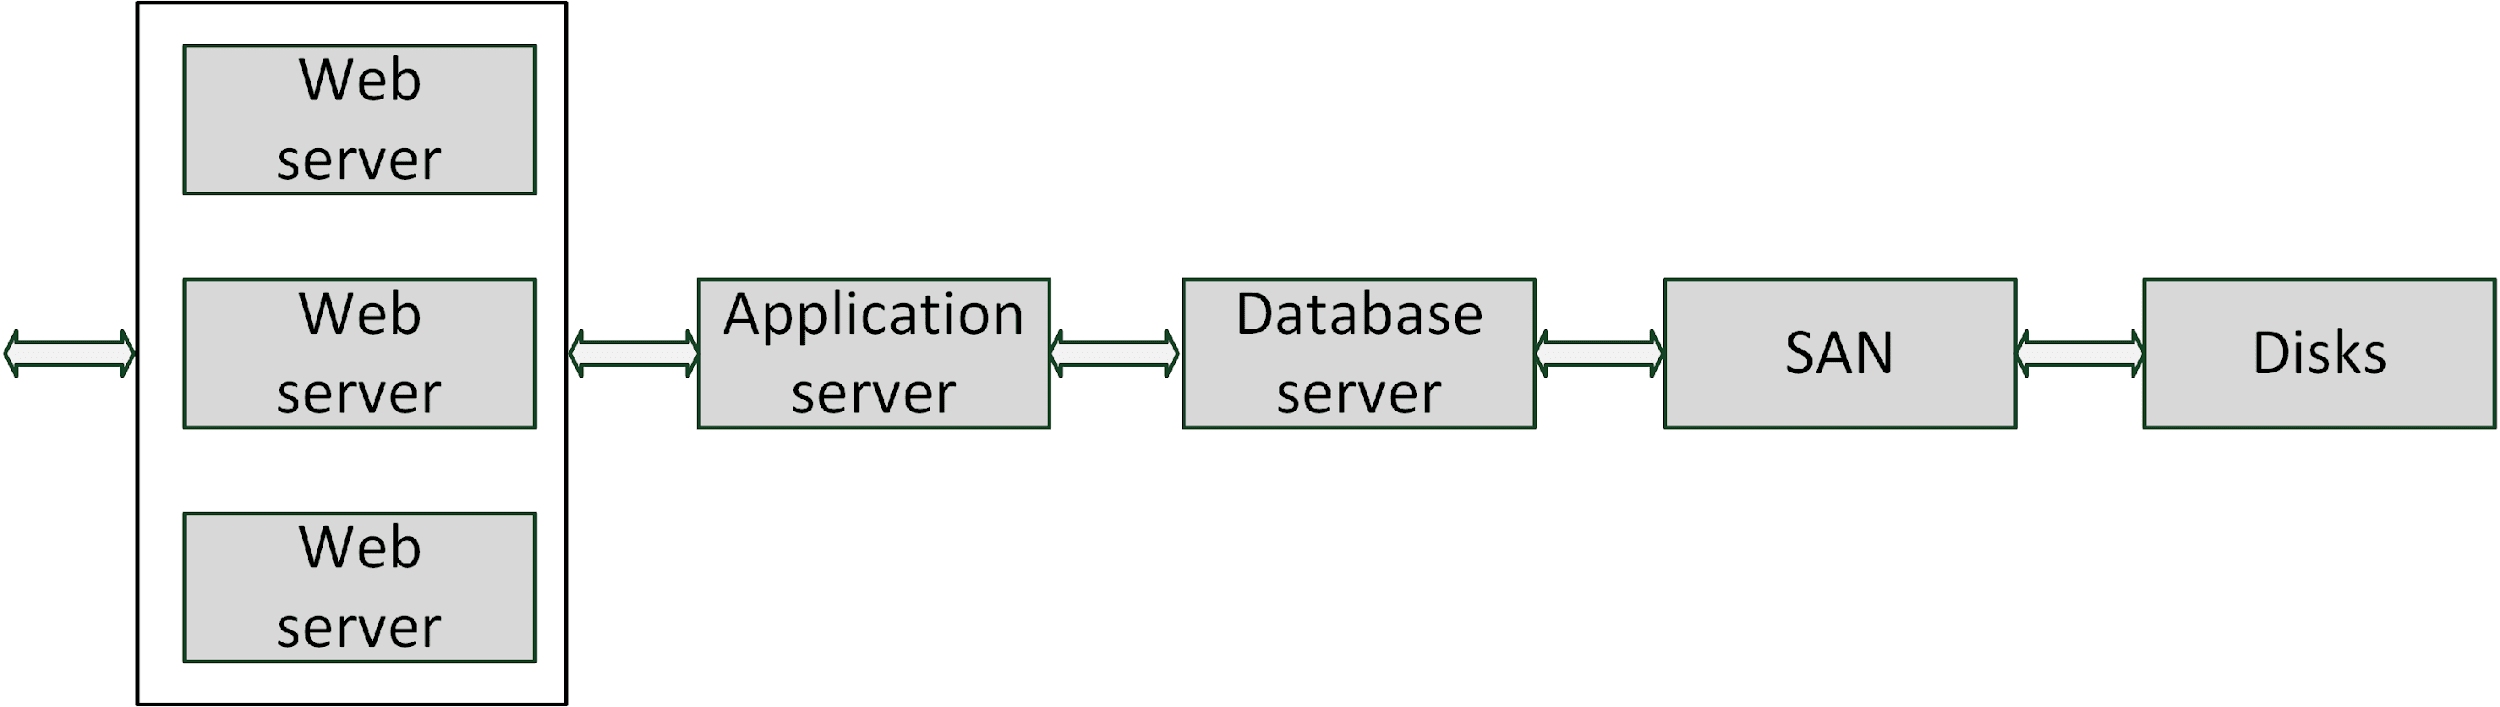 Web
server
Web
server
Web
server
Application
server
Database
server
SAN
Disks